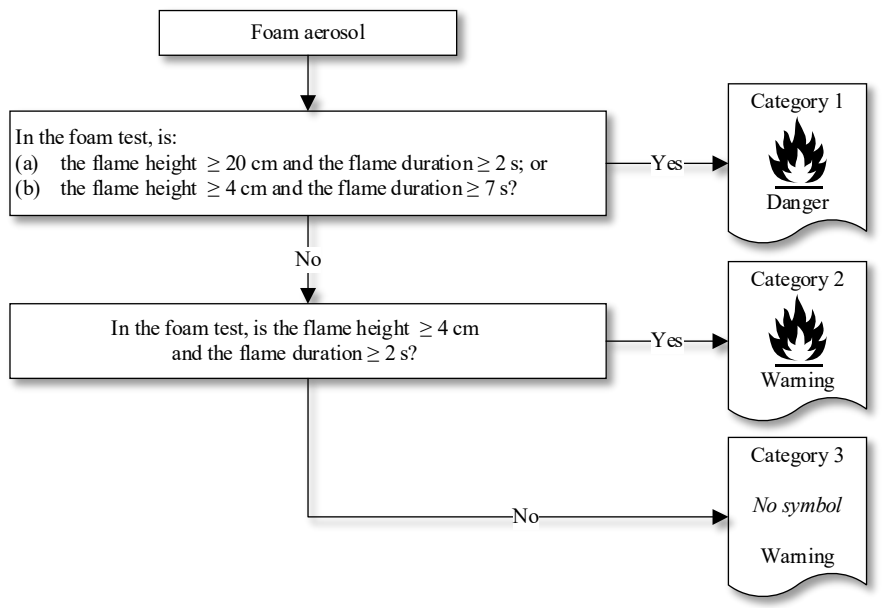 Foam aerosol
In the foam test, is:
(a) the flame height ≥ 20 cm and the flame duration ≥ 2 s; or
(b) the flame height ≥ 4 cm and the flame duration ≥ 7 s?
Yes
Category 1
Danger
No
In the foam test, is the flame height ≥ 4 cm
and the flame duration ≥ 2 s?
Yes
Category 2
Warning
No
Category 3
No symbol
Warning